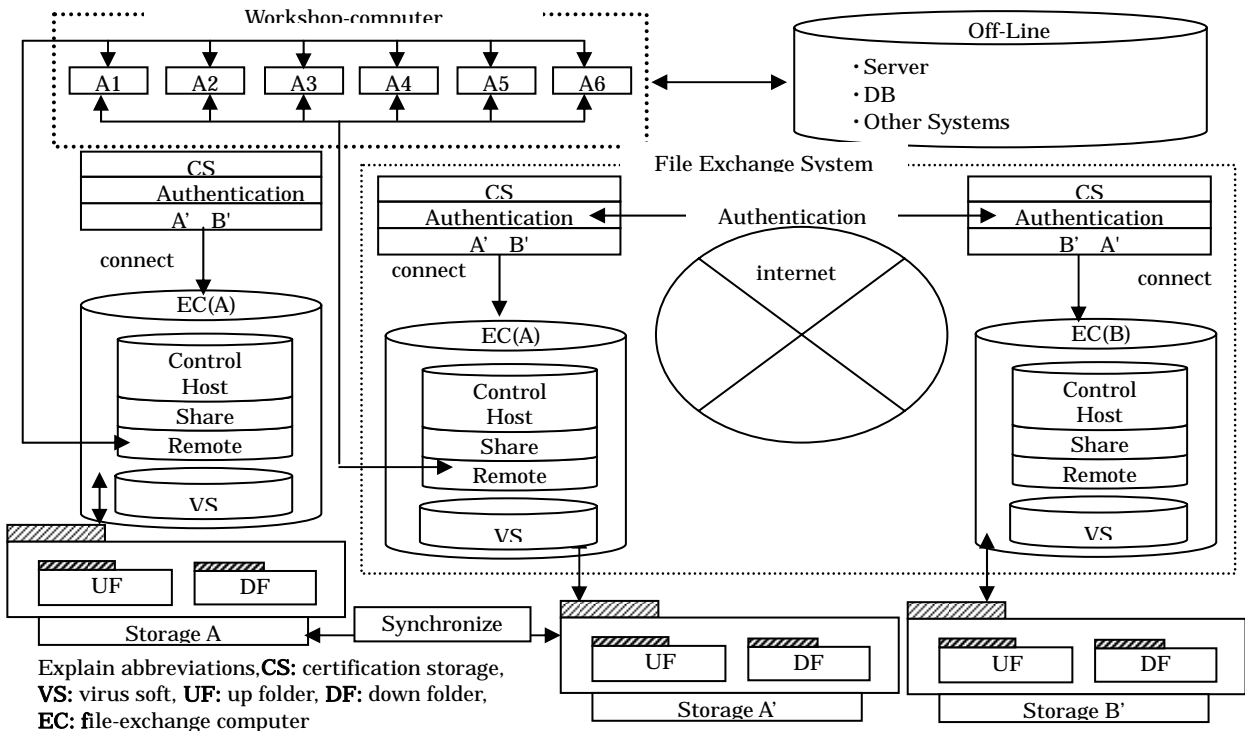 Workshop-computer
A1 A2 A3 A4 A5 A6
Off-Line
・Server
・DB
・Other Systems
CS
Authentication
A’ B'
connect
EC(A)
Control
Host
Share
Remote
VS
UF DF
Storage A
File Exchange System
CS
Authentication
A’ B'
connect
EC(A)
Control
Host
Share
Remote
VS
Authentication
internet
CS
Authentication
B’ A'
connect
EC(B)
Control
Host
Share
Remote
VS
Synchronize
UF DF
Storage A’
UF DF
Storage B’
Explain abbreviations,CS: certification storage,
VS: virus soft, UF: up folder, DF: down folder,
EC: file-exchange computer